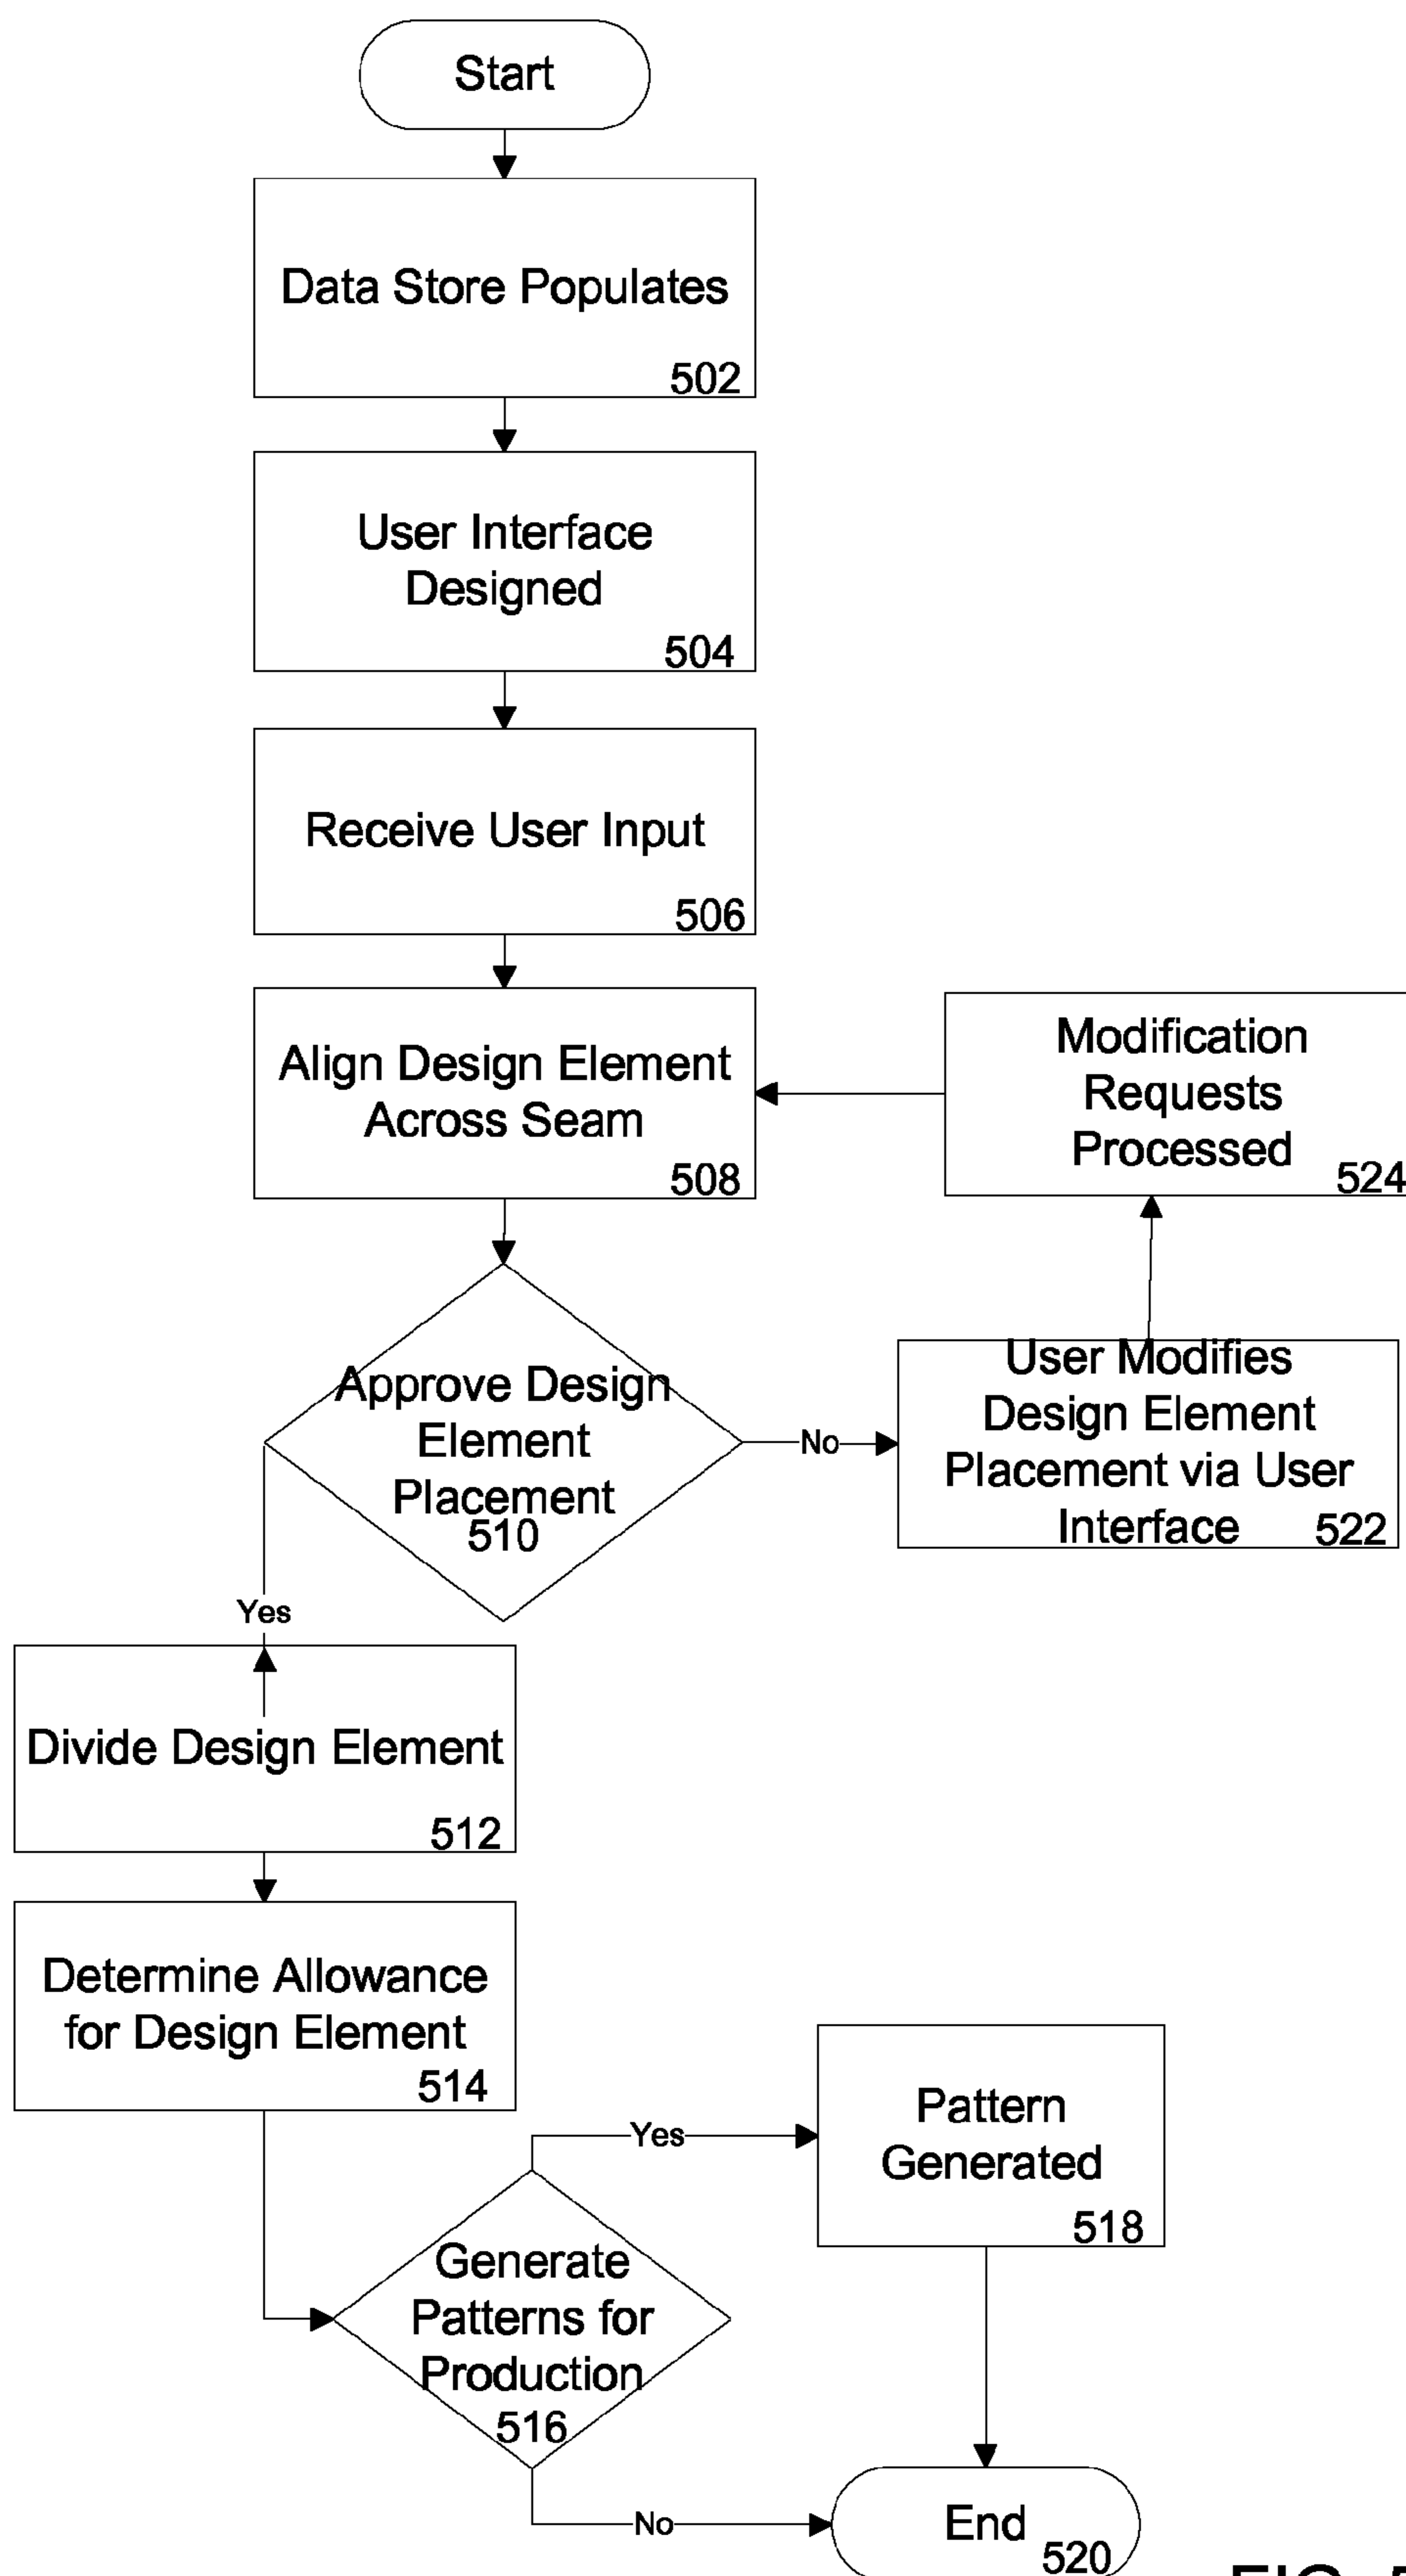 Start
Data Store Populates
502
User Interface
Designed
504
Receive User Input
506
Align Design Element
Across Seam
508
Modification
Requests
Processed
524
Approve Design
Element
Placement
510
No
User Modifies
Design Element
Placement via User
Interface
522
Yes
Divide Design Element
512
Determine Allowance
for Design Element
514
Yes
Pattern
Generated
518
Generate
Patterns for
Production
516
No
End
520